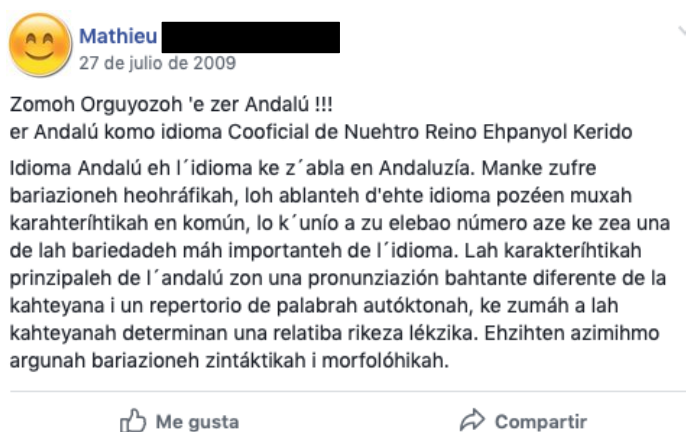 Mathieu
27 de julio de 2009
Zomoh Orguyozoh 'e zer Andalú !!!
er Andalú komo idioma Cooficial de Nuehtro Reino Ehpanyol Kerido
Idioma Andalú eh l´idioma ke z´abla en Andaluzía. Manke zufre
bariazioneh heohráfikah, loh ablanteh d'ehte idioma pozéen muxah
karahteríhtikah en komún, lo k´unío a zu elebao número aze ke zea una
de lah bariedadeh máh importanteh de l´idioma. Lah karakteríhtikah
prinzipaleh de l´andalú zon una pronunziazión bahtante diferente de la
kahteyana i un repertorio de palabrah autóktonah, ke zumáh a lah
kahteyanah determinan una relatiba rikeza lékzika. Ehzihten azimihmo
argunah bariazioneh zintáktikah i morfolóhikah.
Me gusta
Compartir